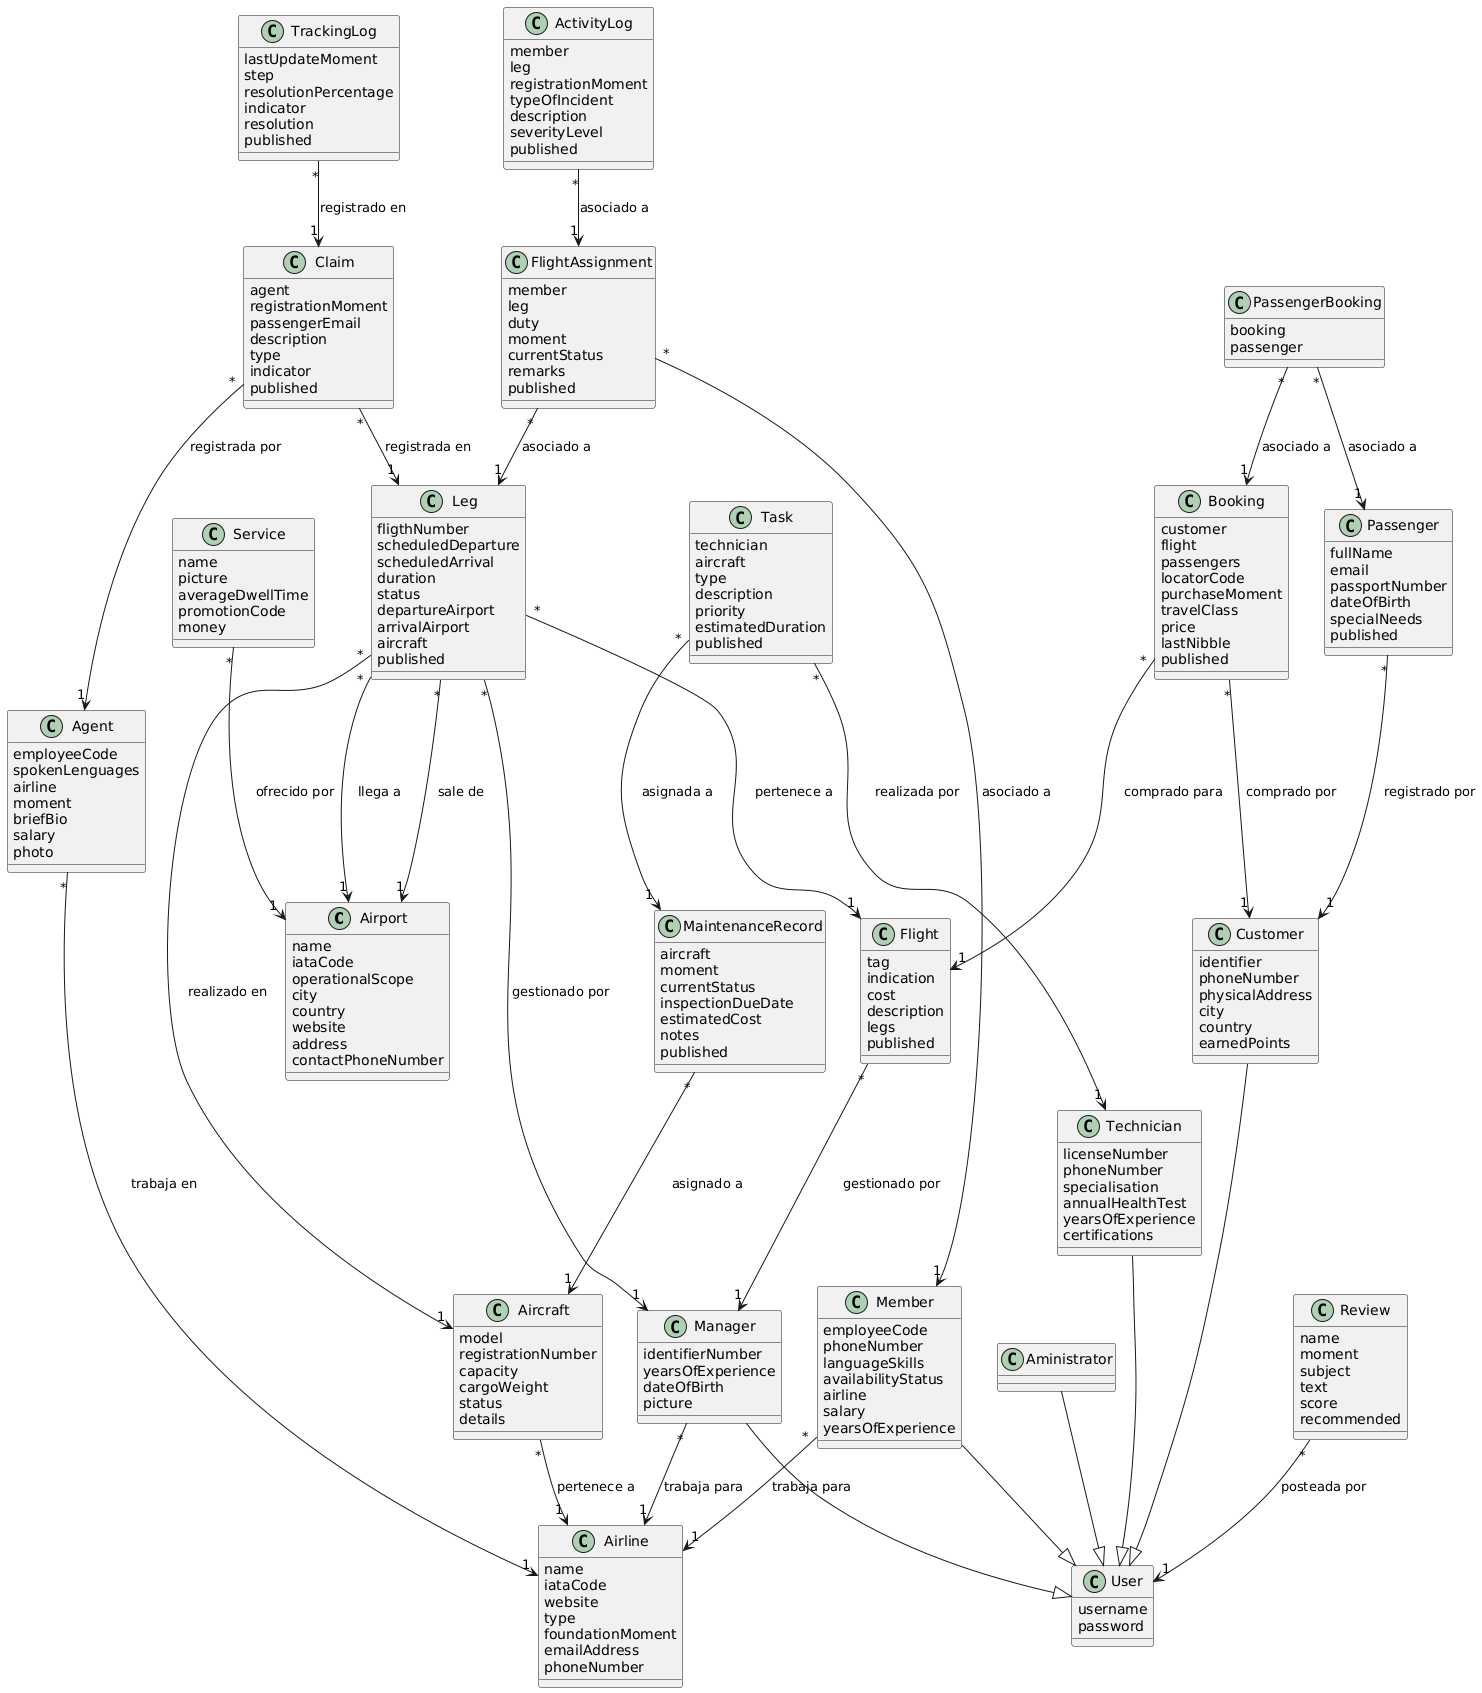 C TrackingLog
lastUpdateMoment
step
resolutionPercentage
indicator
resolution
published
C ActivityLog
member
leg
registrationMoment
typeOfIncident
description
severityLevel
published
*
registrado en
1
*
asociado a
1
C Claim
agent
registrationMoment
passengerEmail
description
type
indicator
published
C FlightAssignment
member
leg
duty
moment
currentStatus
remarks
published
C PassengerBooking
booking
passenger
*
registrada por
1
*
registrada en
1
*
asociado a
1
*
asociado a
1
*
asociado a
1
*
asociado a
1
C Service
name
picture
averageDwellTime
promotionCode
money
C Leg
fligthNumber
scheduledDeparture
scheduledArrival
duration
status
departureAirport
arrivalAirport
aircraft
published
C Task
technician
aircraft
type
description
priority
estimatedDuration
published
C Booking
customer
flight
passengers
locatorCode
purchaseMoment
travelClass
price
lastNibble
published
C Passenger
fullName
email
passportNumber
dateOfBirth
specialNeeds
published
C Agent
employeeCode
spokenLenguages
airline
moment
briefBio
salary
photo
*
ofrecido por
1
*
llega a
1
*
sale de
1
*
asignada a
1
*
pertenece a
1
*
realizada por
1
*
comprado para
1
*
comprado por
1
*
registrado por
1
C Airport
name
iataCode
operationalScope
city
country
website
address
contactPhoneNumber
C MaintenanceRecord
aircraft
moment
currentStatus
inspectionDueDate
estimatedCost
notes
published
C Flight
tag
indication
cost
description
legs
published
C Customer
identifier
phoneNumber
physicalAddress
city
country
earnedPoints
*
realizado en
1
*
gestionado por
1
C Technician
licenseNumber
phoneNumber
specialisation
annualHealthTest
yearsOfExperience
certifications
*
trabaja en
1
*
asignado a
1
*
gestionado por
1
C Aircraft
model
registrationNumber
capacity
cargoWeight
status
details
C Manager
identifierNumber
yearsOfExperience
dateOfBirth
picture
C Member
employeeCode
phoneNumber
languageSkills
availabilityStatus
airline
salary
yearsOfExperience
C Aministrator
C Review
name
moment
subject
text
score
recommended
*
pertenece a
1
*
trabaja para
1
*
trabaja para
1
*
posteada por
1
C Airline
name
iataCode
website
type
foundationMoment
emailAddress
phoneNumber
C User
username
password